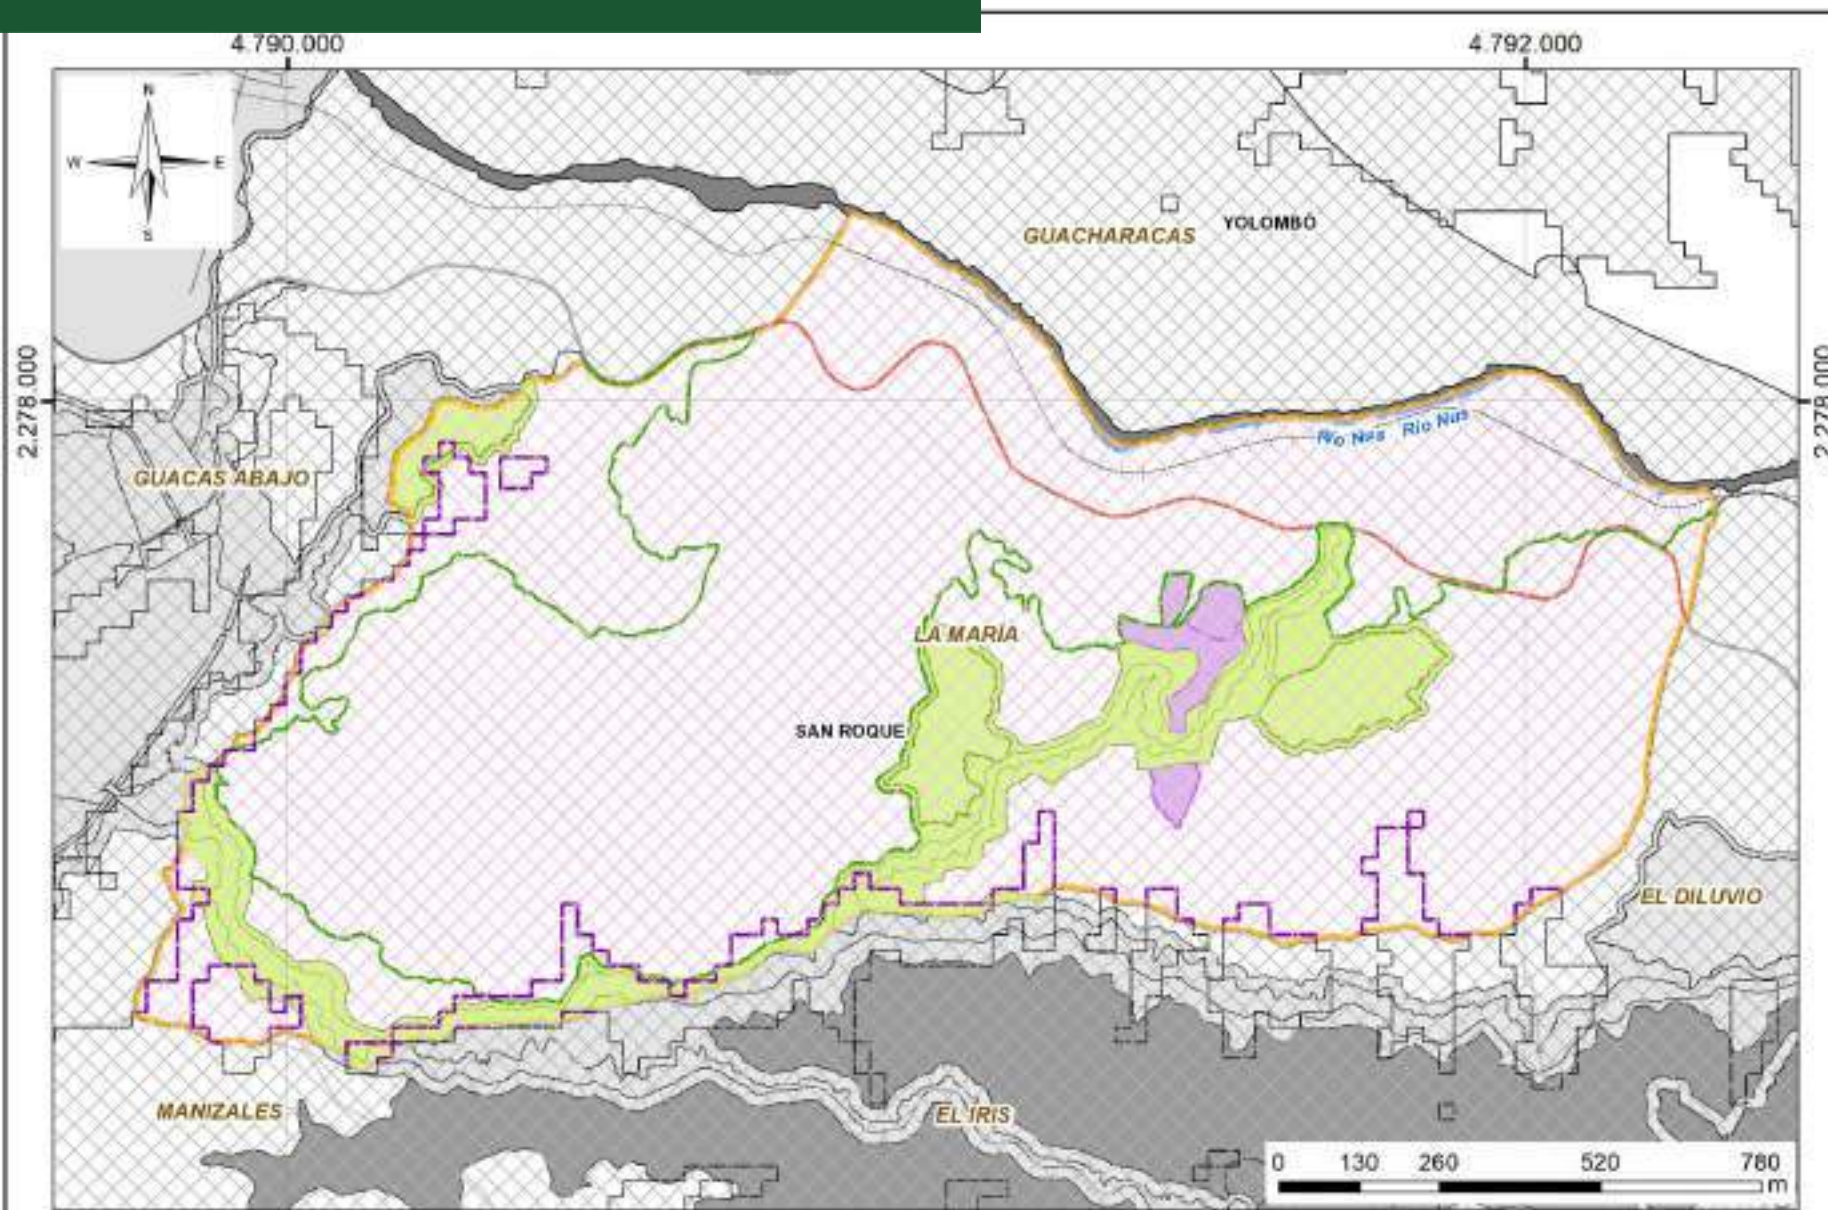 4.790.000
4.792.000
N
W E
S
2.278.000
2.278.000
GUACHARACAS
YOLOMBÓ
Río Nus Río Nus
GUACAS ABAJO
LA MARÍA
SAN ROQUE
EL DILUVIO
MANIZALES
EL IRIS
0 130 260 520 780
m